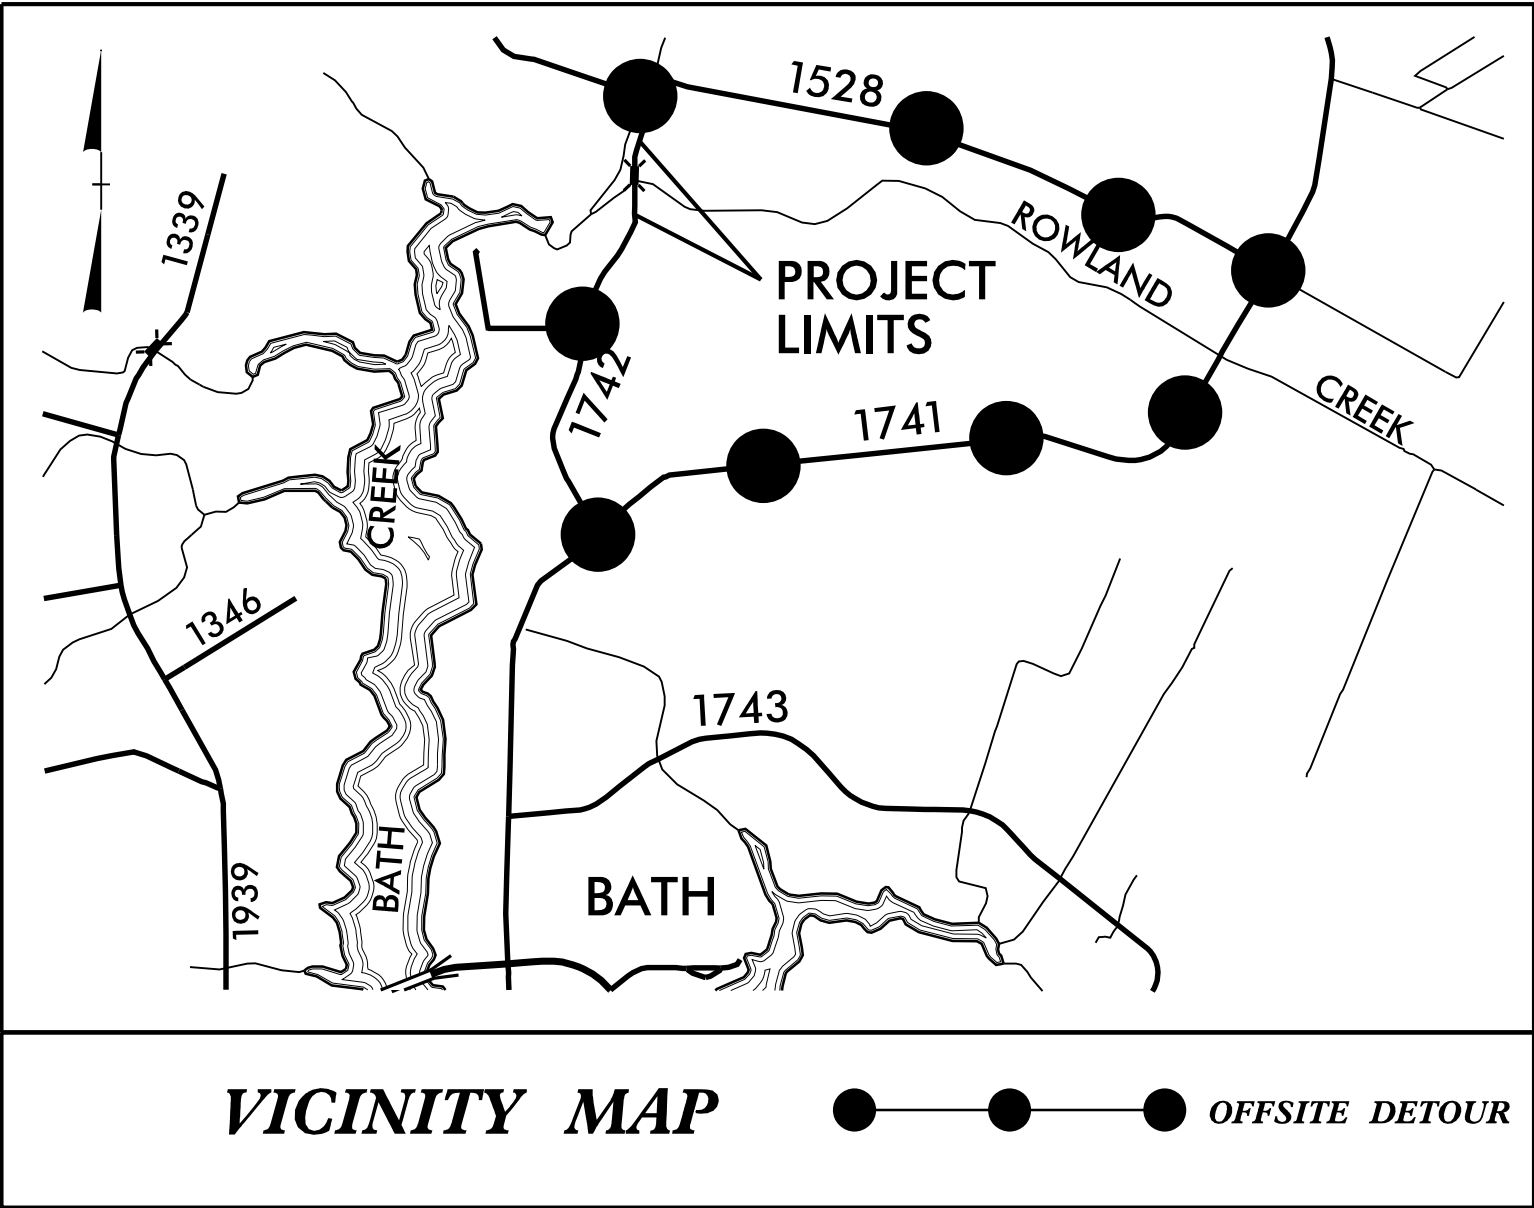 1528
1339
ROWLAND
PROJECT
LIMITS
1742
1741
CREEK
CREEK
1346
1743
BATH
1939
BATH
VICINITY MAP
OFFSITE DETOUR